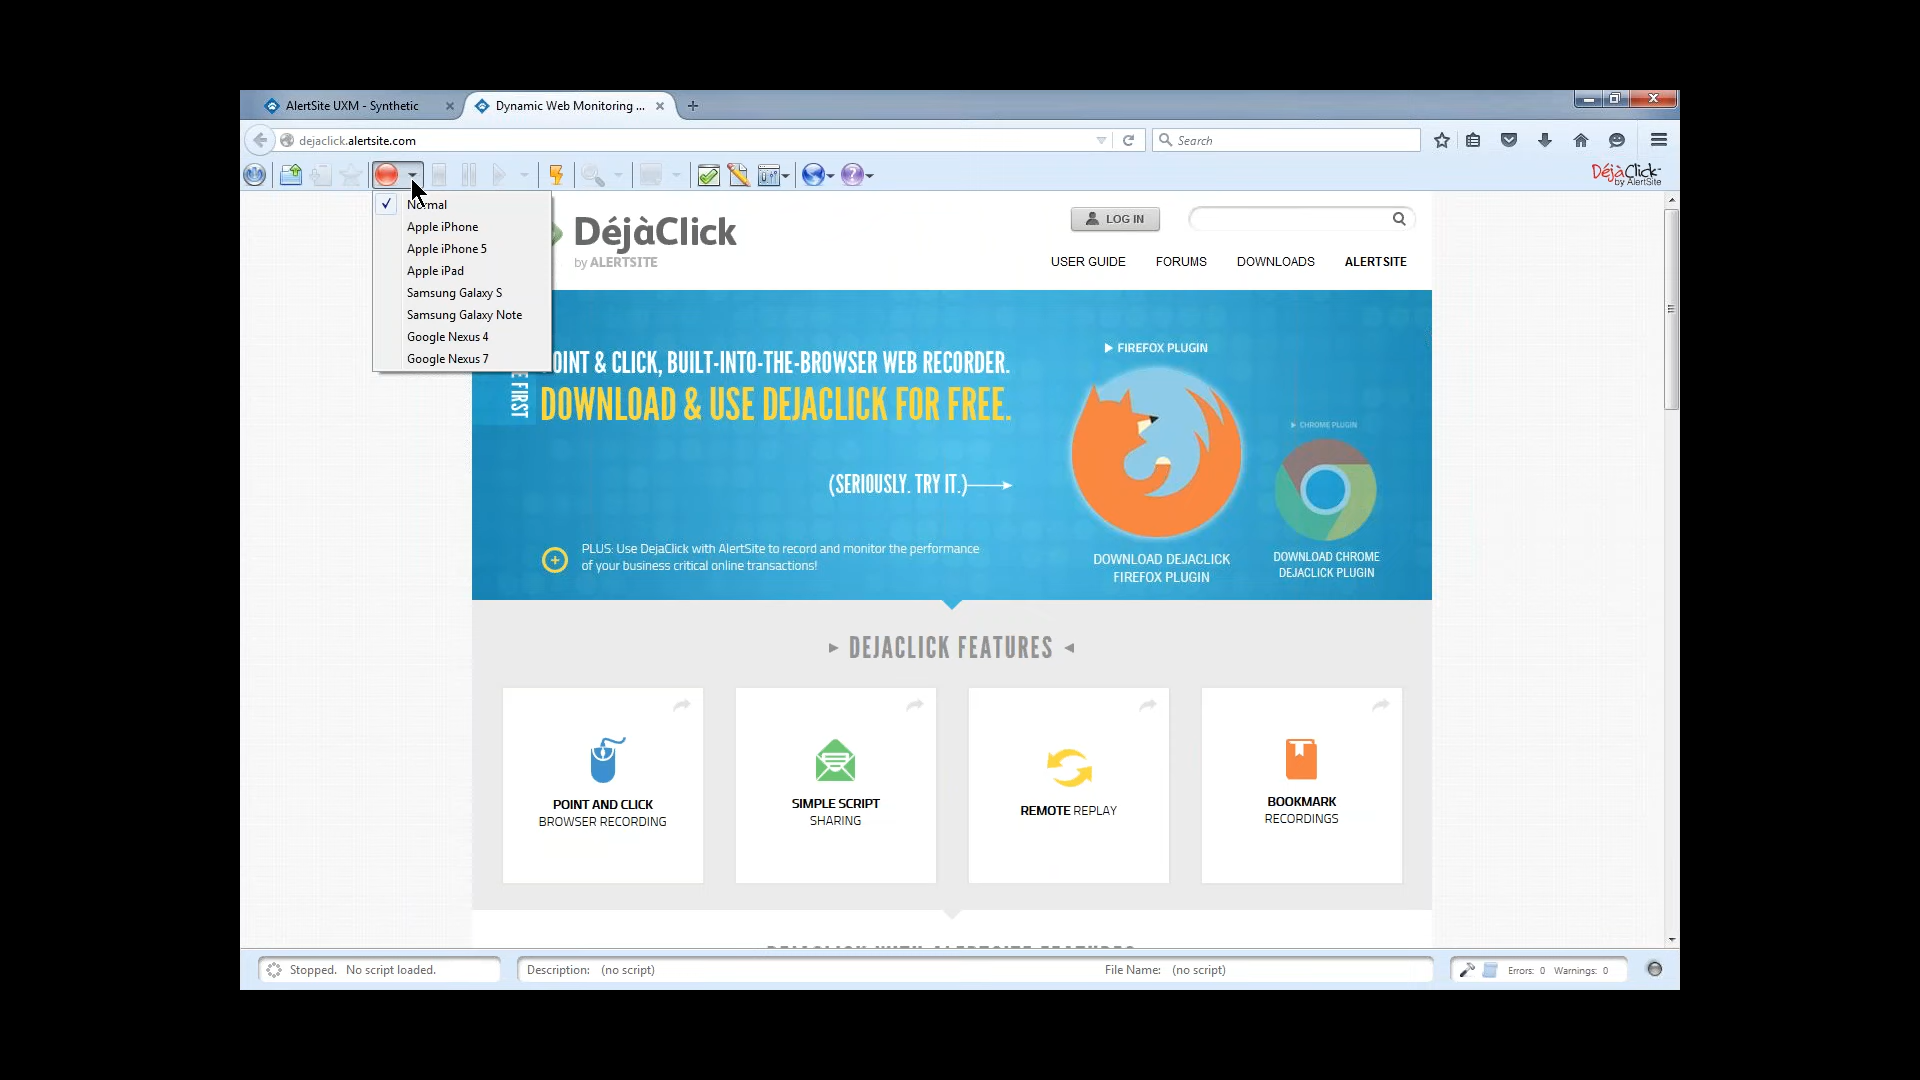 AlertSite UXM - Synthetic
Dynamic Web Monitoring ...
dejaclick.alertsite.com
Search
DéjàClick
by AlertSite
Normal
Apple iPhone
Apple iPhone 5
Apple iPad
Samsung Galaxy S
Samsung Galaxy Note
Google Nexus 4
Google Nexus 7
DéjàClick
by ALERTSITE
LOG IN
USER GUIDE
FORUMS
DOWNLOADS
ALERTSITE
FIRST
OINT & CLICK, BUILT-INTO-THE-BROWSER WEB RECORDER.
DOWNLOAD & USE DEJACLICK FOR FREE.
(SERIOUSLY. TRY IT.)
PLUS: Use DejaClick with AlertSite to record and monitor the performance
of your business critical online transactions!
FIREFOX PLUGIN
DOWNLOAD DEJACLICK
FIREFOX PLUGIN
CHROME PLUGIN
DOWNLOAD CHROME
DEJACLICK PLUGIN
DEJACLICK FEATURES
POINT AND CLICK
BROWSER RECORDING
SIMPLE SCRIPT
SHARING
REMOTE REPLAY
BOOKMARK
RECORDINGS
DEJACLICK WITH ALERTSITE FEATURES
Stopped. No script loaded.
Description: (no script)
File Name: (no script)
Errors: 0 Warnings: 0